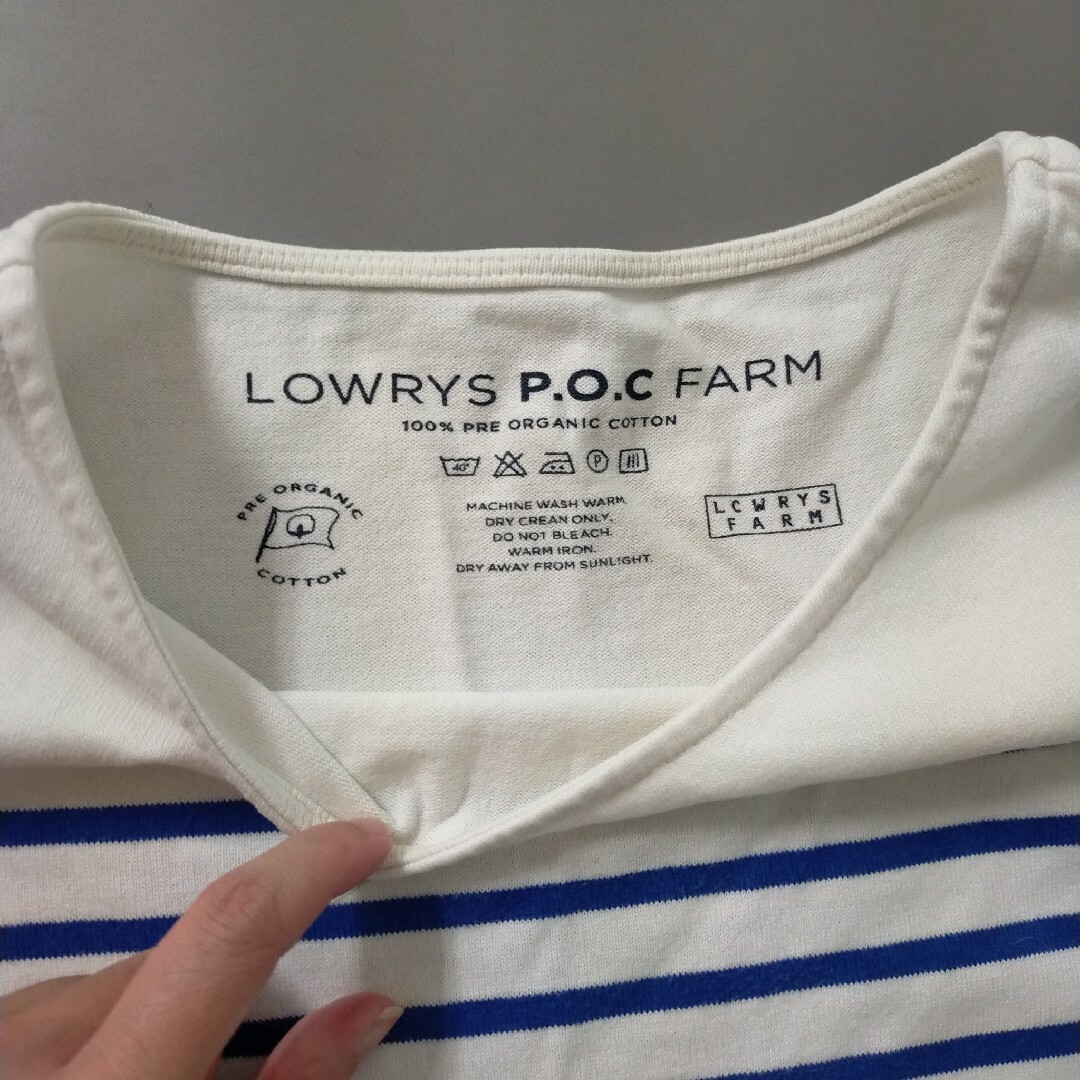 LOWRYS P.O.C FARM
100% PRE ORGANIC COTTON
40°
P
PRE ORGANIC
COTTON
MACHINE WASH WARM.
DRY CREAN ONLY.
DO NOT BLEACH.
WARM IRON.
DRY AWAY FROM SUNLIGHT.
LOWRYS
FARM